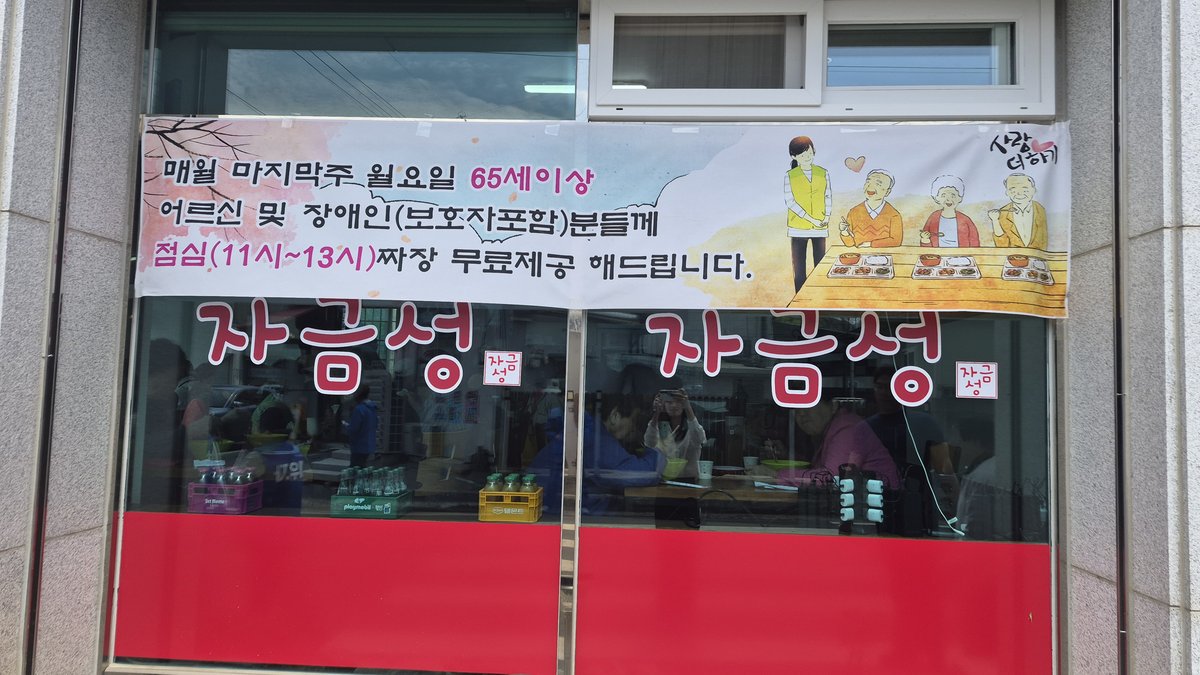 매월 마지막주 월요일 65세이상
어르신 및 장애인(보호자포함)분들께
점심(11시~13시)짜장 무료제공 해드립니다.
사랑
더하기
자금성
자금
성
자금성
자금
성
playmobil